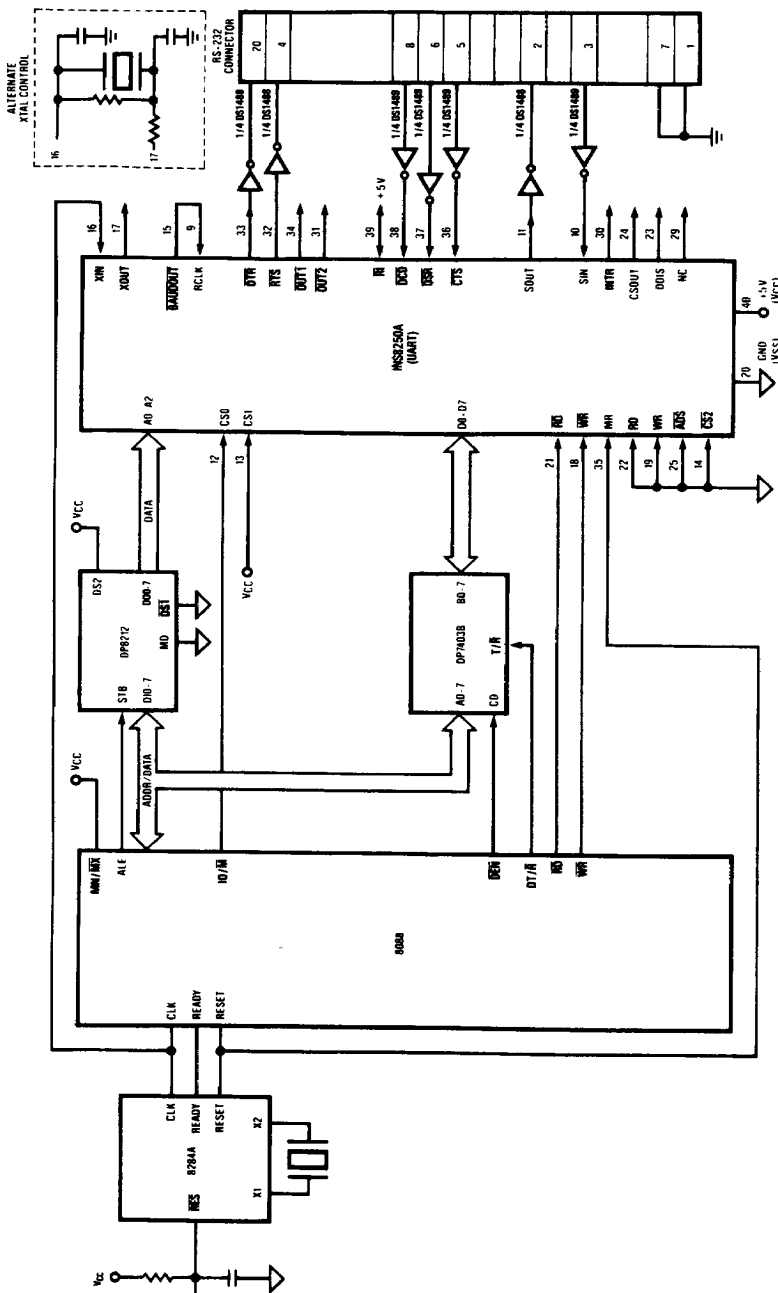 ALTERNATE
XTAL CONTROL
16
17
RS-232
CONNECTOR
20
4
8
6
5
2
3
7
1
1/4 DS1488
1/4 DS1488
1/4 DS1489
1/4 DS1489
1/4 DS1489
1/4 DS1488
1/4 DS1489
16
17
15
9
33
32
34
31
39
+5V
38
37
36
11
10
30
24
23
29
XIN
XOUT
BAUDOUT
RCLK
DTR
RTS
OUT1
OUT2
RI
DCD
DSR
CTS
SOUT
SIN
INTR
CSOUT
DDIS
NC
INS8250A
(UART)
40
+5V
(VCC)
20
GND
(VSS)
A0-A2
CS0
CS1
D0-D7
RD
WR
MR
RD
WR
ADS
CS2
12
13
21
18
35
22
19
25
14
DATA
VCC
VCC
DS2
DO0-7
DS1
DP8212
MD
STB
DI0-7
B0-7
DP7403B
T/R
A0-7
CD
VCC
ADDR/DATA
MN/MX
ALE
IO/M
DEN
DT/R
RD
WR
8088
CLK
READY
RESET
CLK
READY
RESET
8284A
X2
X1
RES
VCC